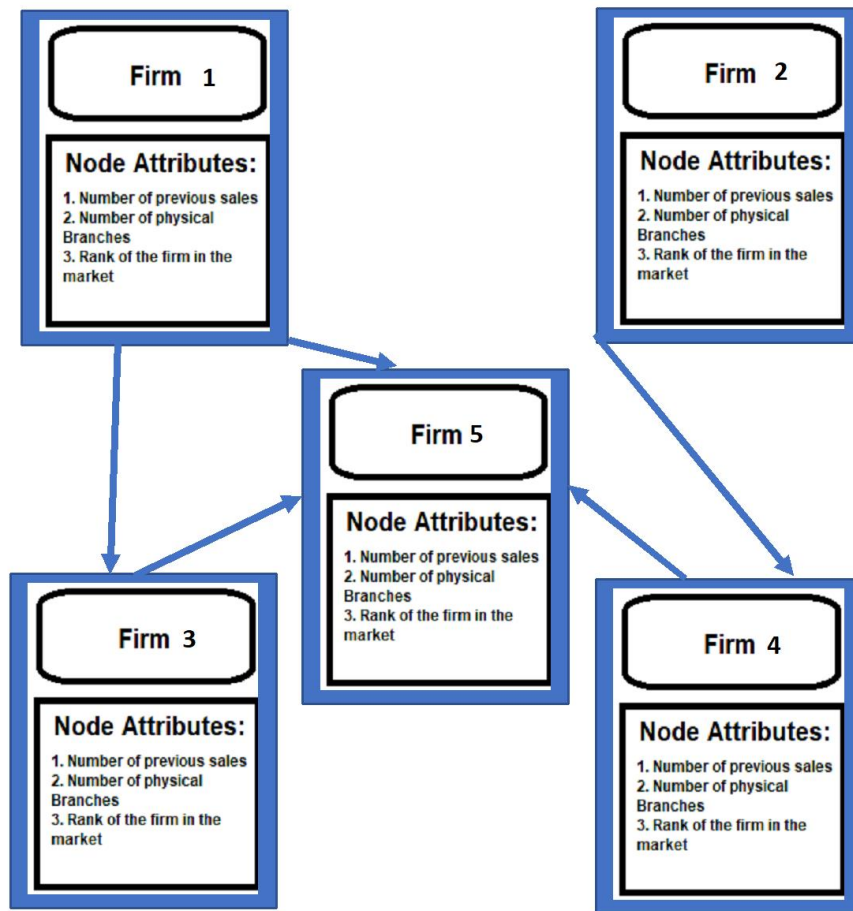 Firm 1
Node Attributes:
1. Number of previous sales
2. Number of physical
Branches
3. Rank of the firm in the
market
Firm 2
Node Attributes:
1. Number of previous sales
2. Number of physical
Branches
3. Rank of the firm in the
market
Firm 5
Node Attributes:
1. Number of previous sales
2. Number of physical
Branches
3. Rank of the firm in the
market
Firm 3
Node Attributes:
1. Number of previous sales
2. Number of physical
Branches
3. Rank of the firm in the
market
Firm 4
Node Attributes:
1. Number of previous sales
2. Number of physical
Branches
3. Rank of the firm in the
market